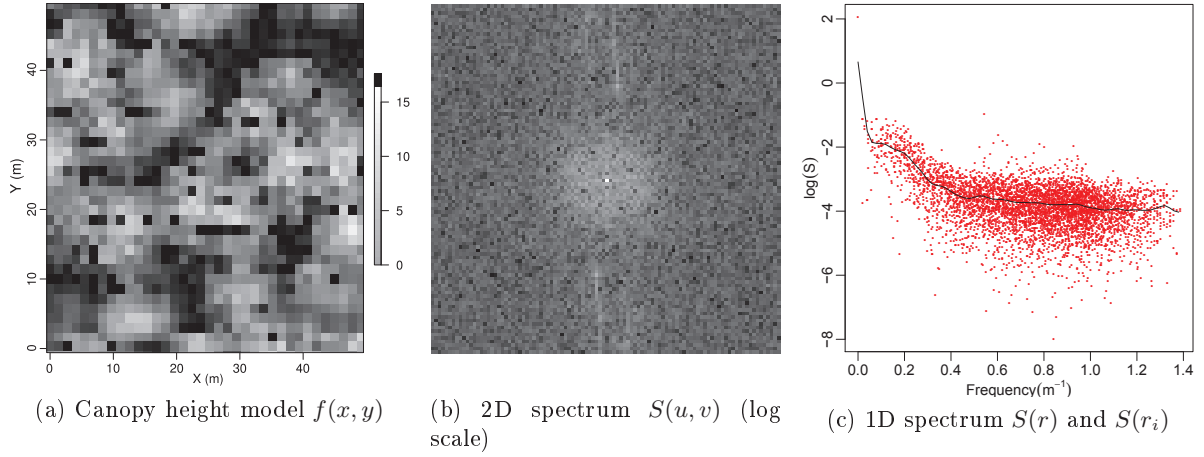 40
30
20
10
0
Y (m)
0 10 20 30 40
X (m)
15
10
5
0
2
0
−2
−4
−6
−8
log(S)
0.0 0.2 0.4 0.6 0.8 1.0 1.2 1.4
Frequency(m⁻¹)
(a) Canopy height model f(x, y)
(b) 2D spectrum S(u, v) (log
scale)
(c) 1D spectrum S(r) and S(rᵢ)